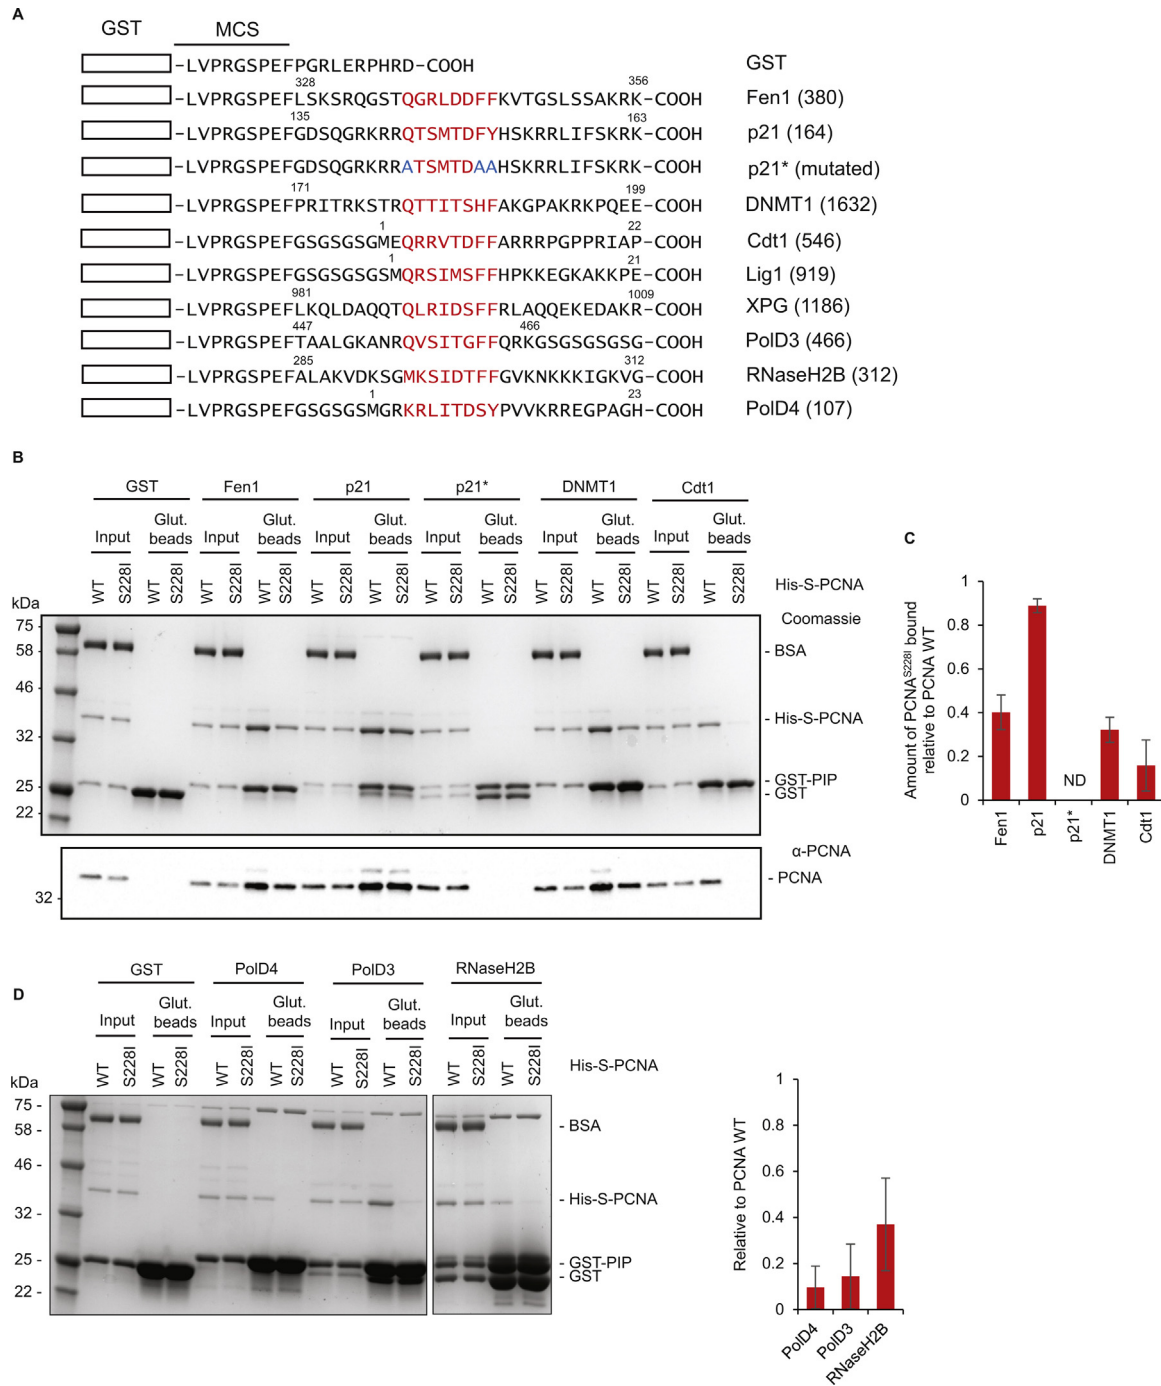 A
GST MCS
-LVPRGSPEFPGRLERPHRD-COOH GST
328 356
-LVPRGSPEFLSKSRQGSTQGRLDDFFKVTGSLSSAKRK-COOH Fen1 (380)
135 163
-LVPRGSPEFGDSQGRKRRQTSMTDFYHSKRRLIFSKRK-COOH p21 (164)
-LVPRGSPEFGDSQGRKRRATSMTDAAHSKRRLIFSKRK-COOH p21* (mutated)
171 199
-LVPRGSPEFPRITRKSTRQTTITSHFAKGPAKRKPQEE-COOH DNMT1 (1632)
1 22
-LVPRGSPEFGSGSGSGMEQRRVTDFFARRRPGPPRIAP-COOH Cdt1 (546)
1 21
-LVPRGSPEFGSGSGSGSMQRSIMSFFHPKKEGKAKKPE-COOH Lig1 (919)
981 1009
-LVPRGSPEFLKQLDAQQTQLRIDSFFRLAQQEKEDAKR-COOH XPG (1186)
447 466
-LVPRGSPEFTAALGKANRQVSITGFFQRKGSGSGSGSG-COOH PolD3 (466)
285 312
-LVPRGSPEFALAKVDKSGMKSIDTFFGVKNKKKIGKVG-COOH RNaseH2B (312)
1 23
-LVPRGSPEFGSGSGSMGRKRLITDSYPVVKRREGPAGH-COOH PolD4 (107)
B
GST Fen1 p21 p21* DNMT1 Cdt1
Glut. Glut. Glut. Glut. Glut. Glut.
Input beads Input beads Input beads Input beads Input beads Input beads
WT S228I WT S228I WT S228I WT S228I WT S228I WT S228I WT S228I WT S228I WT S228I WT S228I WT S228I WT S228I
His-S-PCNA
kDa
Coomassie
75 -
58 -
46 -
32 -
25 -
22 -
- BSA
- His-S-PCNA
- GST-PIP
- GST
α-PCNA
- PCNA
32 -
C
Amount of PCNAS228I bound
relative to PCNA WT
1
0.8
0.6
0.4
0.2
0
ND
Fen1 p21 p21* DNMT1 Cdt1
D
GST PolD4 PolD3 RNaseH2B
Glut. Glut. Glut. Glut.
Input beads Input beads Input beads Input beads
WT S228I WT S228I WT S228I WT S228I WT S228I WT S228I WT S228I WT S228I
His-S-PCNA
kDa
75 -
58 -
46 -
32 -
25 -
22 -
- BSA
- His-S-PCNA
- GST-PIP
- GST
Relative to PCNA WT
1
0.8
0.6
0.4
0.2
0
PolD4 PolD3 RNaseH2B